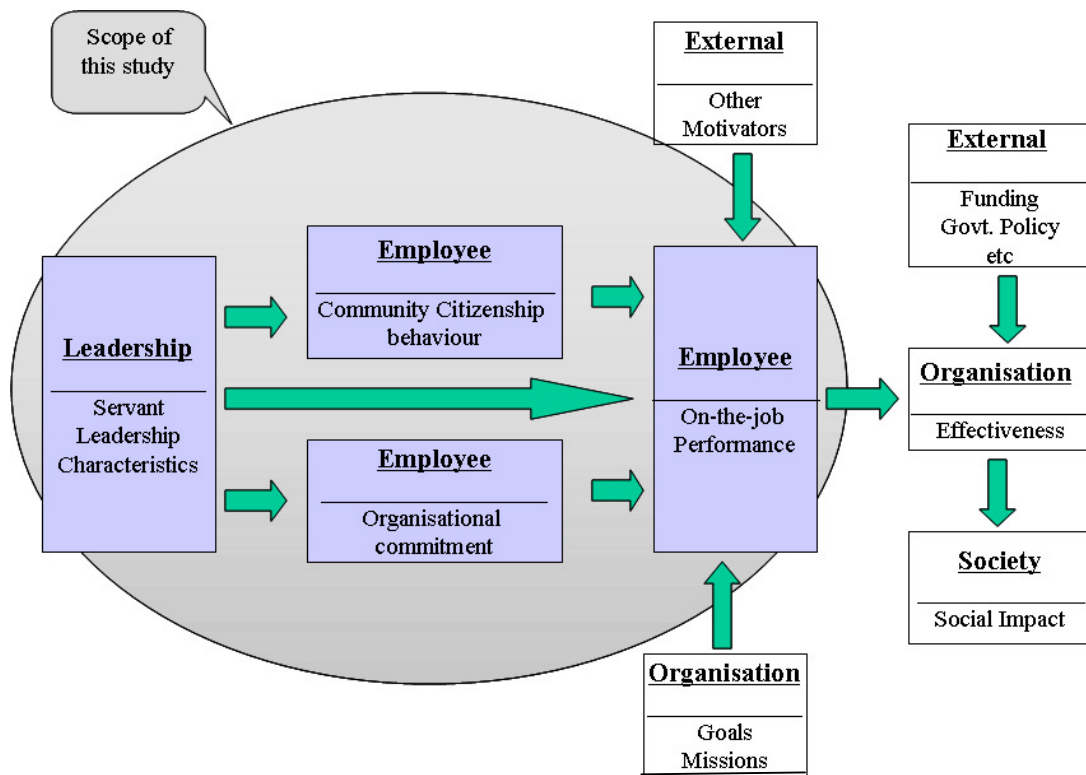 Scope of
this study
External
Other
Motivators
External
Funding
Govt. Policy
etc
Leadership
Servant
Leadership
Characteristics
Employee
Community Citizenship
behaviour
Employee
Organisational
commitment
Employee
On-the-job
Performance
Organisation
Effectiveness
Society
Social Impact
Organisation
Goals
Missions